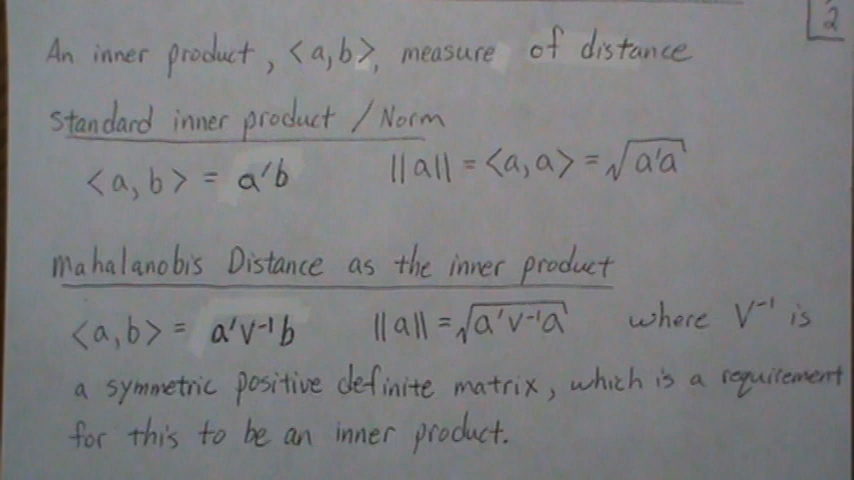 2
An inner product, <a,b>, measure of distance
Standard inner product / Norm
<a,b> = a'b ||a|| = <a,a> = √a'a
Mahalanobis Distance as the inner product
<a,b> = a'V⁻¹b ||a|| = √a'V⁻¹a where V⁻¹ is
a symmetric positive definite matrix, which is a requirement
for this to be an inner product.